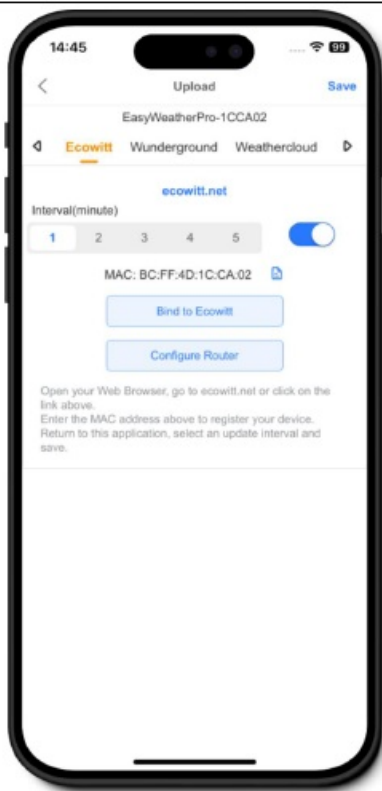 14:45
.... 99
Upload
Save
EasyWeatherPro-1CCA02
Ecowitt Wunderground Weathercloud
ecowitt.net
Interval(minute)
1 2 3 4 5
MAC: BC:FF:4D:1C:CA:02
Bind to Ecowitt
Configure Router
Open your Web Browser, go to ecowitt.net or click on the
link above.
Enter the MAC address above to register your device.
Return to this application, select an update interval and
save.